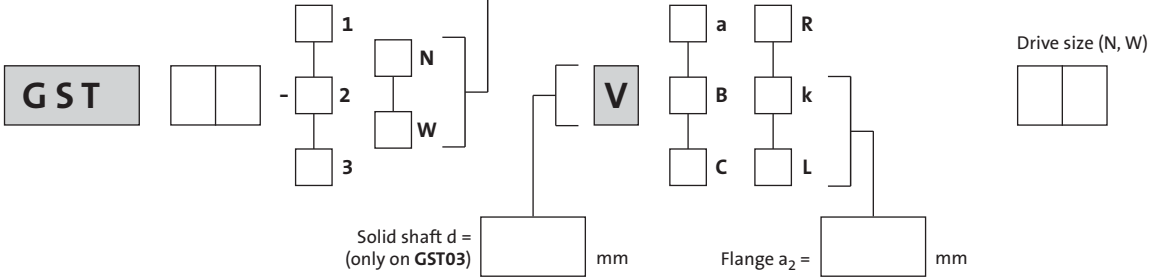 1 a R
N Drive size (N, W)
GST - 2 V B k
W
3 C L
Solid shaft d =
(only on GST03) mm Flange a₂ = mm